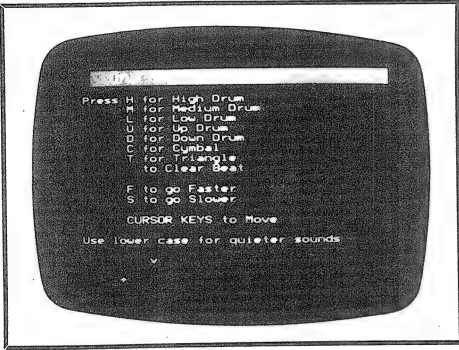 Press H for High Drum
M for Medium Drum
L for Low Drum
U for Up Drum
D for Down Drum
C for Cymbal
T for Triangle
to Clear Beat
F to go Faster
S to go Slower
CURSOR KEYS to Move
Use lower case for quieter sounds